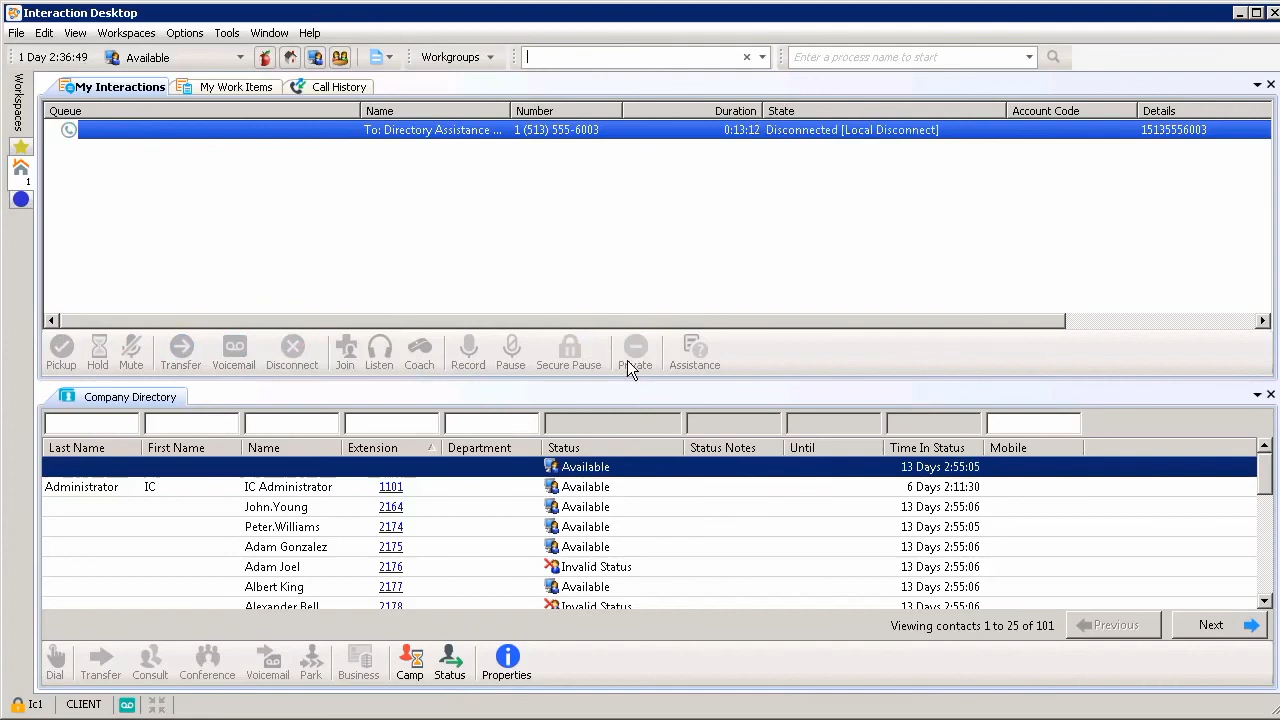 Interaction Desktop
File Edit View Workspaces Options Tools Window Help
1 Day 2:36:49 Available Workgroups Enter a process name to start
Workspaces
1
My Interactions My Work Items Call History
Queue Name Number Duration State Account Code Details
To: Directory Assistance ... 1 (513) 555-6003 0:13:12 Disconnected [Local Disconnect] 15135556003
Pickup Hold Mute Transfer Voicemail Disconnect Join Listen Coach Record Pause Secure Pause Private Assistance
Company Directory
Last Name First Name Name Extension Department Status Status Notes Until Time In Status Mobile
Available 13 Days 2:55:05
Administrator IC IC Administrator 1101 Available 6 Days 2:11:30
John.Young 2164 Available 13 Days 2:55:06
Peter.Williams 2174 Available 13 Days 2:55:05
Adam Gonzalez 2175 Available 13 Days 2:55:06
Adam Joel 2176 Invalid Status 13 Days 2:55:06
Albert King 2177 Available 13 Days 2:55:06
Alexander Bell 2178 Invalid Status 13 Days 2:55:06
Viewing contacts 1 to 25 of 101 Previous Next
Dial Transfer Consult Conference Voicemail Park Business Camp Status Properties
Ic1 CLIENT